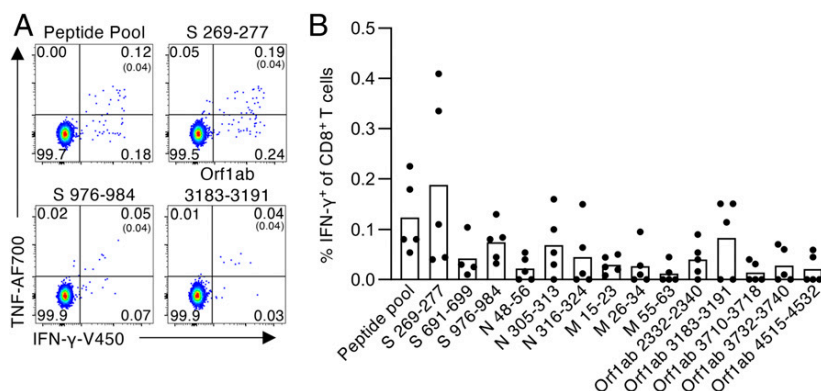 A
Peptide Pool
S 269-277
0.00
0.12
(0.04)
0.05
0.19
(0.04)
99.7
0.18
99.5
0.24
S 976-984
Orf1ab
3183-3191
0.02
0.05
(0.04)
0.01
0.04
(0.04)
99.9
0.07
99.9
0.03
TNF-AF700
IFN-γ-V450
B
% IFN-γ⁺ of CD8⁺ T cells
0.5
0.4
0.3
0.2
0.1
0.0
Peptide pool
S 269-277
S 691-699
S 976-984
N 48-56
N 305-313
N 316-324
M 15-23
M 26-34
M 55-63
Orf1ab 2332-2340
Orf1ab 3183-3191
Orf1ab 3710-3718
Orf1ab 3732-3740
Orf1ab 4515-4532